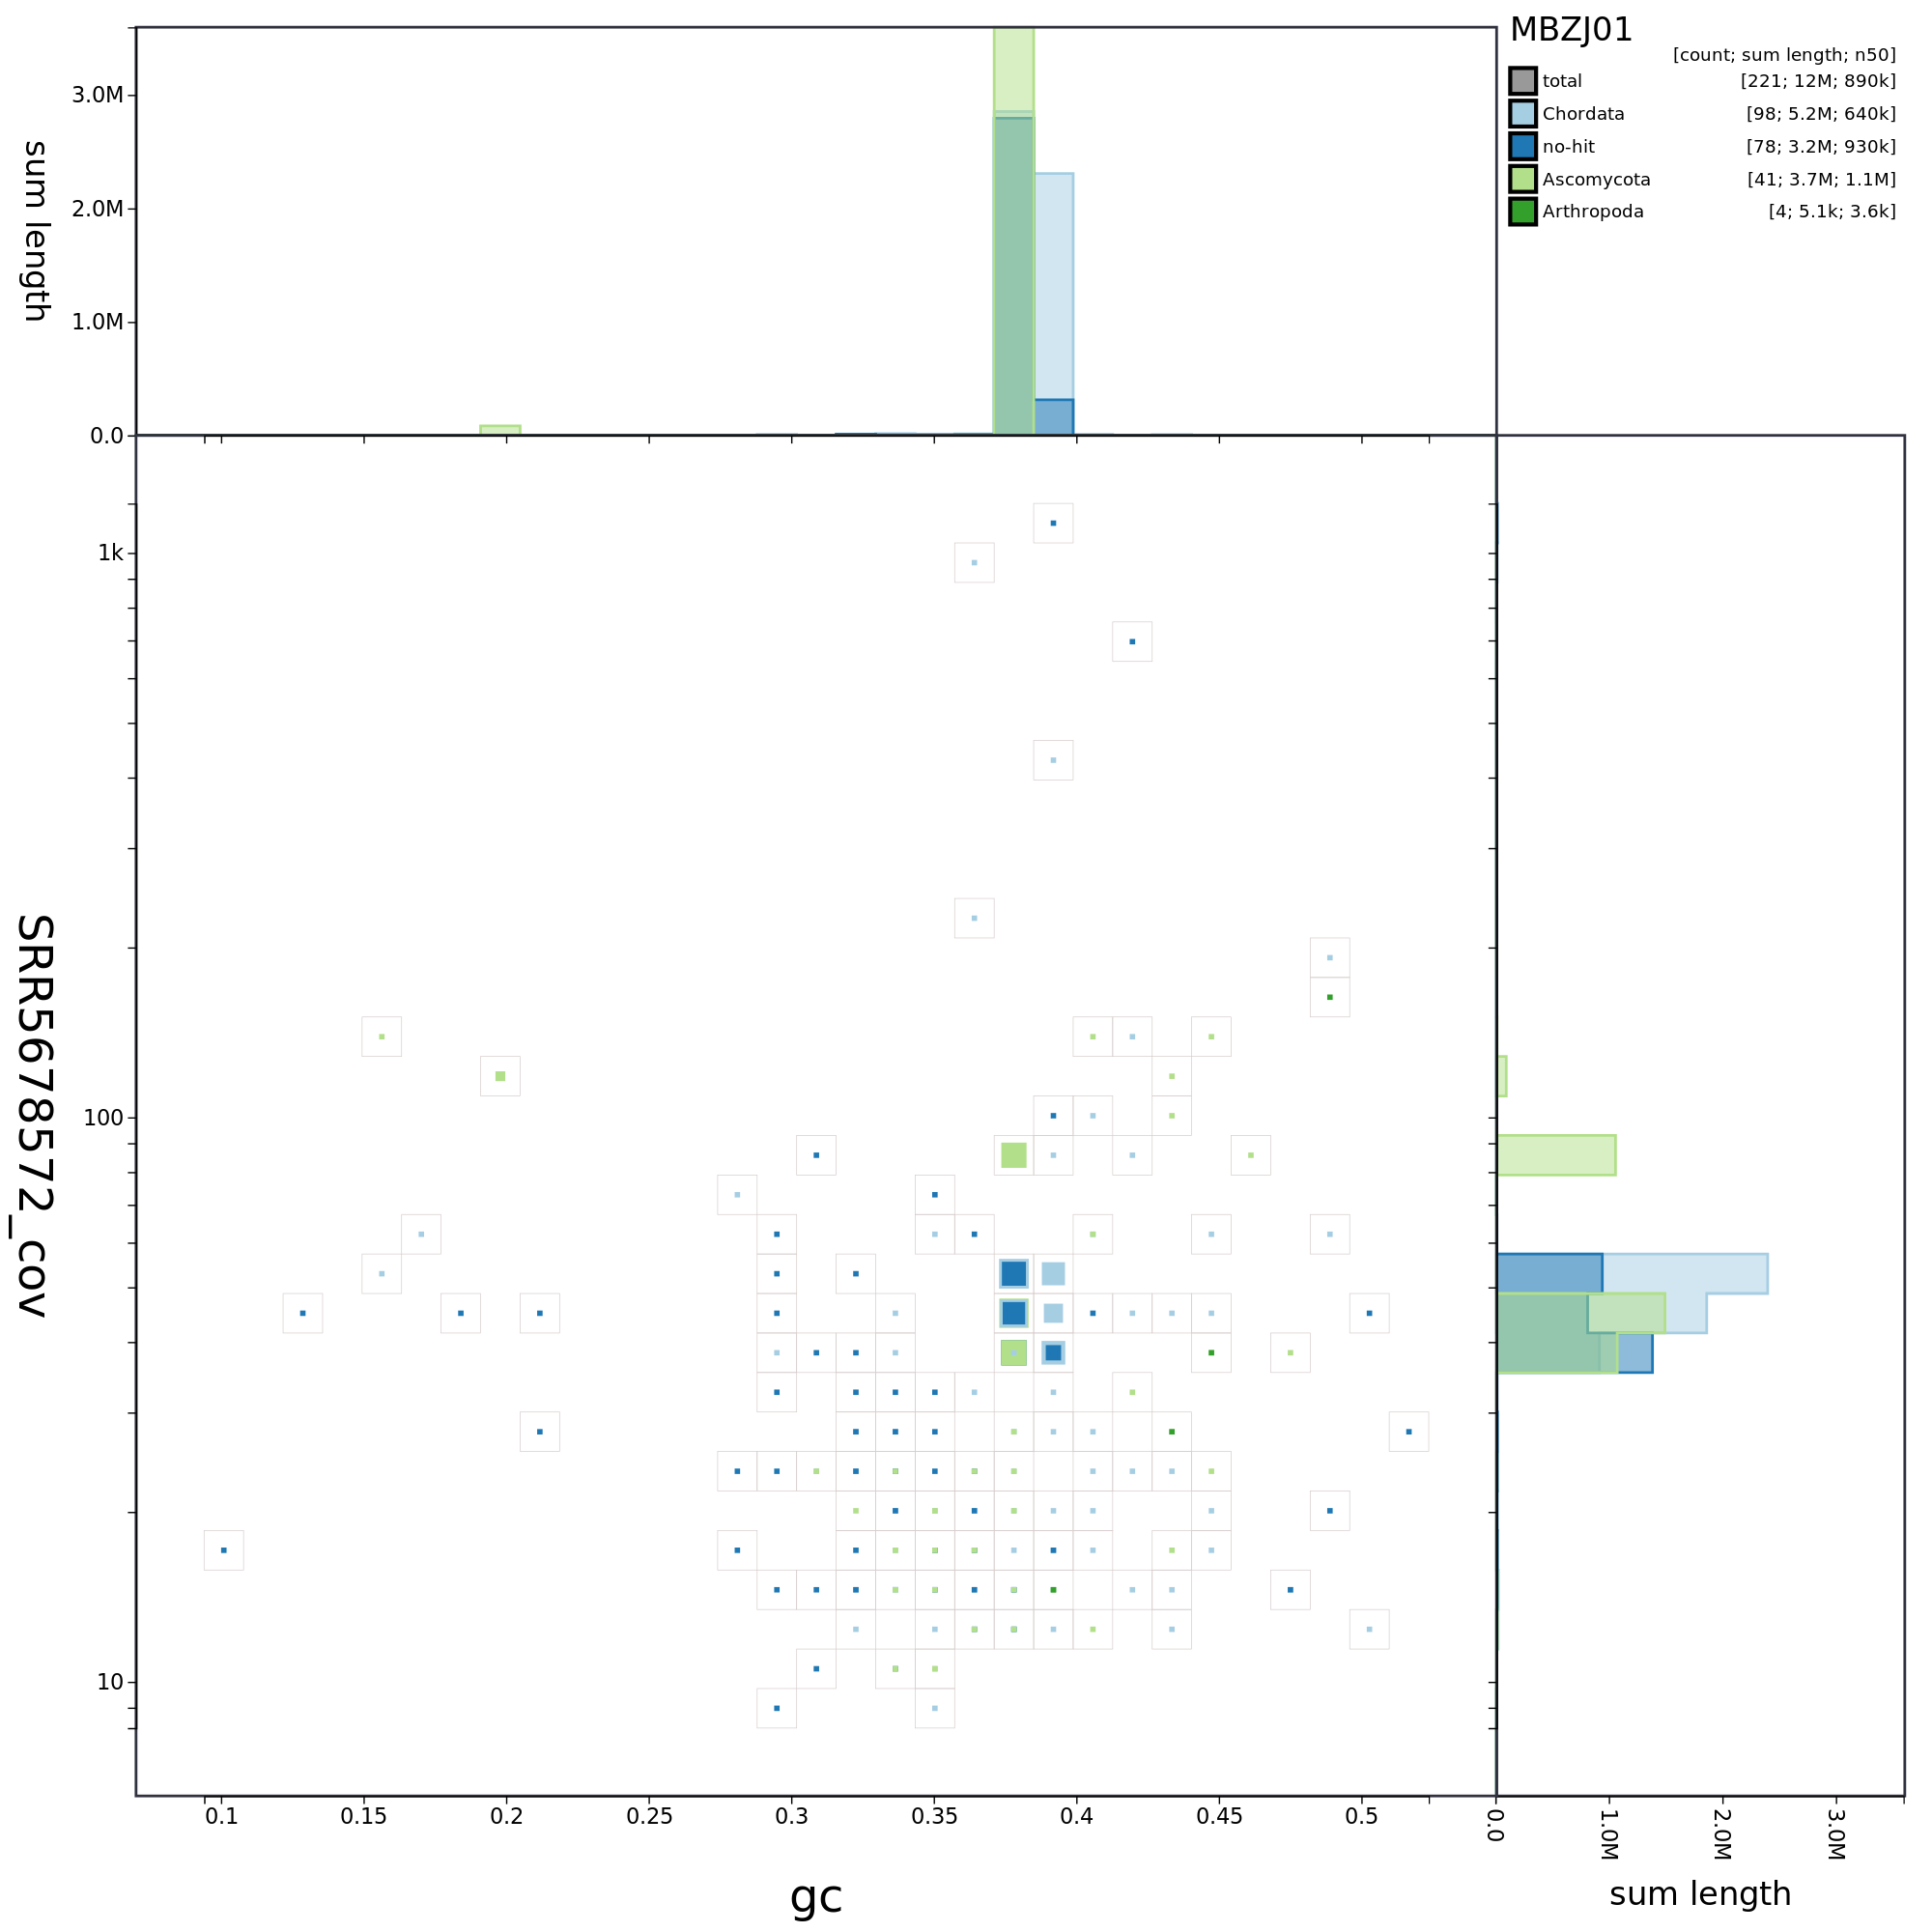 MBZJ01
[count; sum length; n50]
total [221; 12M; 890k]
Chordata [98; 5.2M; 640k]
no-hit [78; 3.2M; 930k]
Ascomycota [41; 3.7M; 1.1M]
Arthropoda [4; 5.1k; 3.6k]
sum length
3.0M
2.0M
1.0M
0.0
SRR5678572_cov
1k
100
10
0.1 0.15 0.2 0.25 0.3 0.35 0.4 0.45 0.5
gc
0.0 1.0M 2.0M 3.0M
sum length